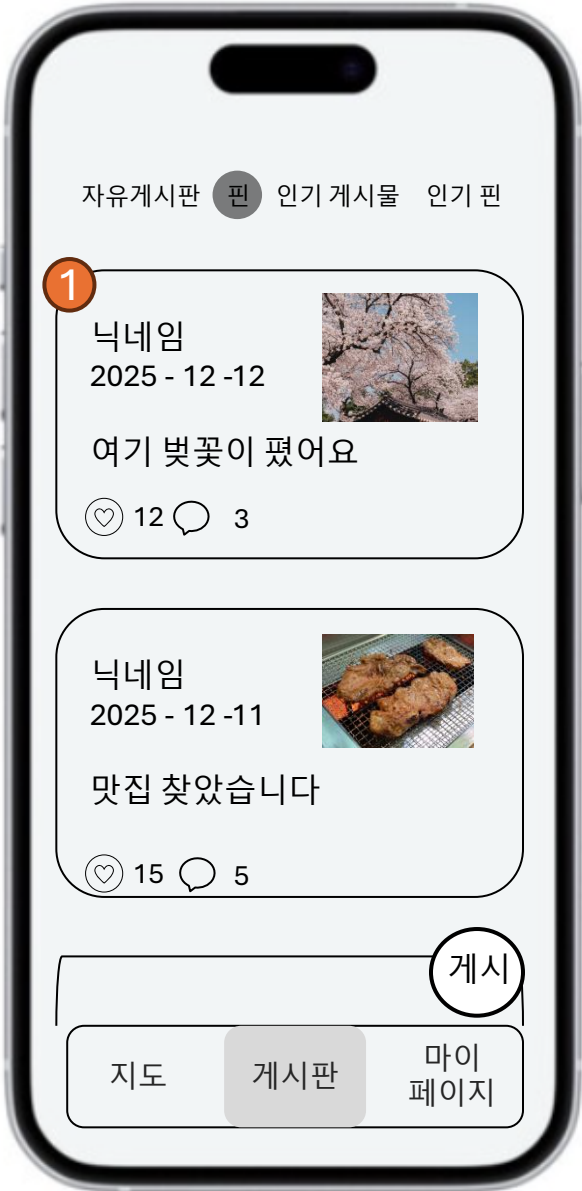 자유게시판 핀 인기 게시물 인기 핀
1
닉네임
2025 - 12 -12
여기 벚꽃이 폈어요
12 3
닉네임
2025 - 12 -11
맛집 찾았습니다
15 5
게시
지도 게시판 마이
페이지